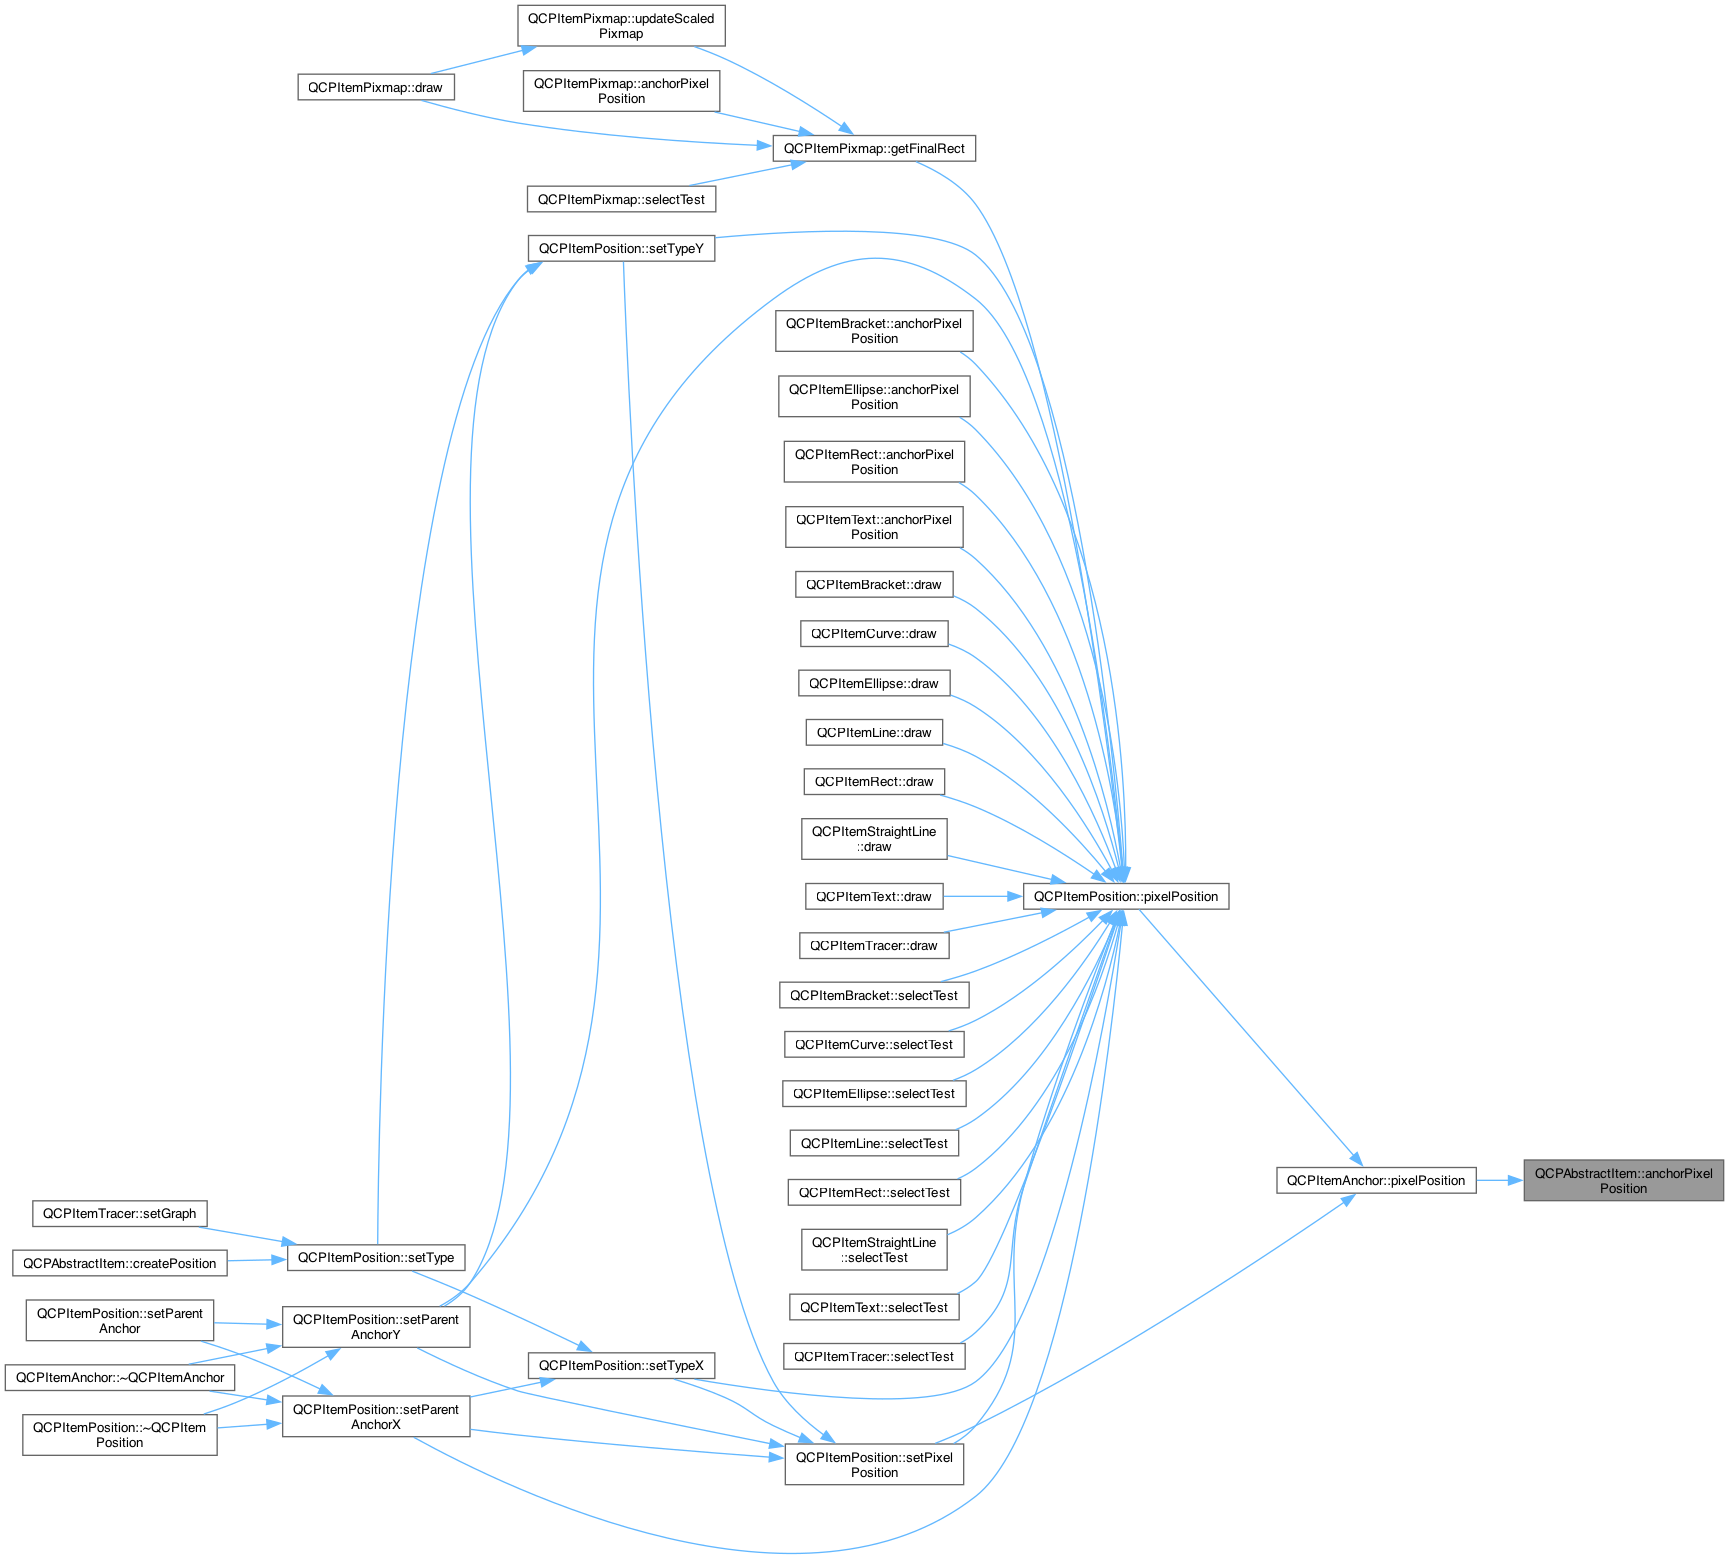 QCPItemPixmap::updateScaled
Pixmap
QCPItemPixmap::draw
QCPItemPixmap::anchorPixel
Position
QCPItemPixmap::getFinalRect
QCPItemPixmap::selectTest
QCPItemPosition::setTypeY
QCPItemBracket::anchorPixel
Position
QCPItemEllipse::anchorPixel
Position
QCPItemRect::anchorPixel
Position
QCPItemText::anchorPixel
Position
QCPItemBracket::draw
QCPItemCurve::draw
QCPItemEllipse::draw
QCPItemLine::draw
QCPItemRect::draw
QCPItemStraightLine
::draw
QCPItemText::draw
QCPItemPosition::pixelPosition
QCPItemTracer::draw
QCPItemBracket::selectTest
QCPItemCurve::selectTest
QCPItemEllipse::selectTest
QCPItemLine::selectTest
QCPItemAnchor::pixelPosition
QCPAbstractItem::anchorPixel
Position
QCPItemRect::selectTest
QCPItemTracer::setGraph
QCPItemStraightLine
::selectTest
QCPItemPosition::setType
QCPAbstractItem::createPosition
QCPItemText::selectTest
QCPItemPosition::setParent
Anchor
QCPItemPosition::setParent
AnchorY
QCPItemTracer::selectTest
QCPItemPosition::setTypeX
QCPItemAnchor::~QCPItemAnchor
QCPItemPosition::setParent
AnchorX
QCPItemPosition::~QCPItem
Position
QCPItemPosition::setPixel
Position